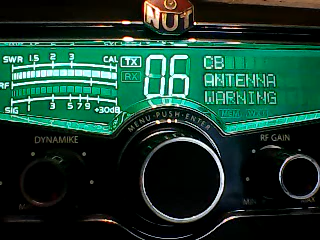 NUT
SWR 1.5 2 3 CAL
RF
SIG 1 3 5 7 9 +30dB
TX
RX
06
CB
ANTENNA
WARNING
MENU-PUSH-ENTER
DYNAMIKE
RF GAIN